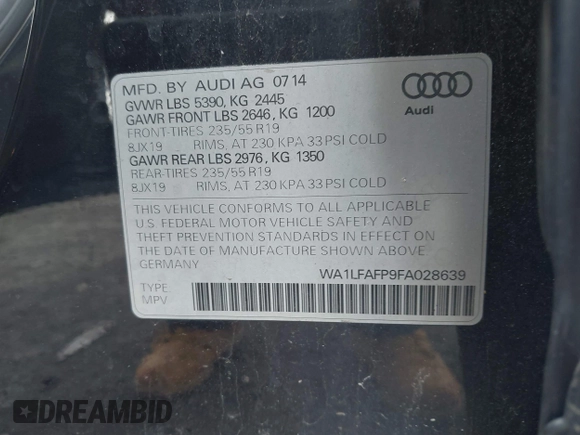 MFD. BY AUDI AG 07 14
GVWR LBS 5390, KG 2445
GAWR FRONT LBS 2646, KG 1200
FRONT-TIRES 235/55 R19
8JX19 RIMS, AT 230 KPA 33 PSI COLD
GAWR REAR LBS 2976, KG 1350
REAR-TIRES 235/55 R19
8JX19 RIMS, AT 230 KPA 33 PSI COLD
Audi
THIS VEHICLE CONFORMS TO ALL APPLICABLE
U.S. FEDERAL MOTOR VEHICLE SAFETY AND
THEFT PREVENTION STANDARDS IN EFFECT ON
THE DATE OF MANUFACTURE SHOWN ABOVE
GERMANY
WA1LFAFP9FA028639
TYPE
MPV
DREAMBID